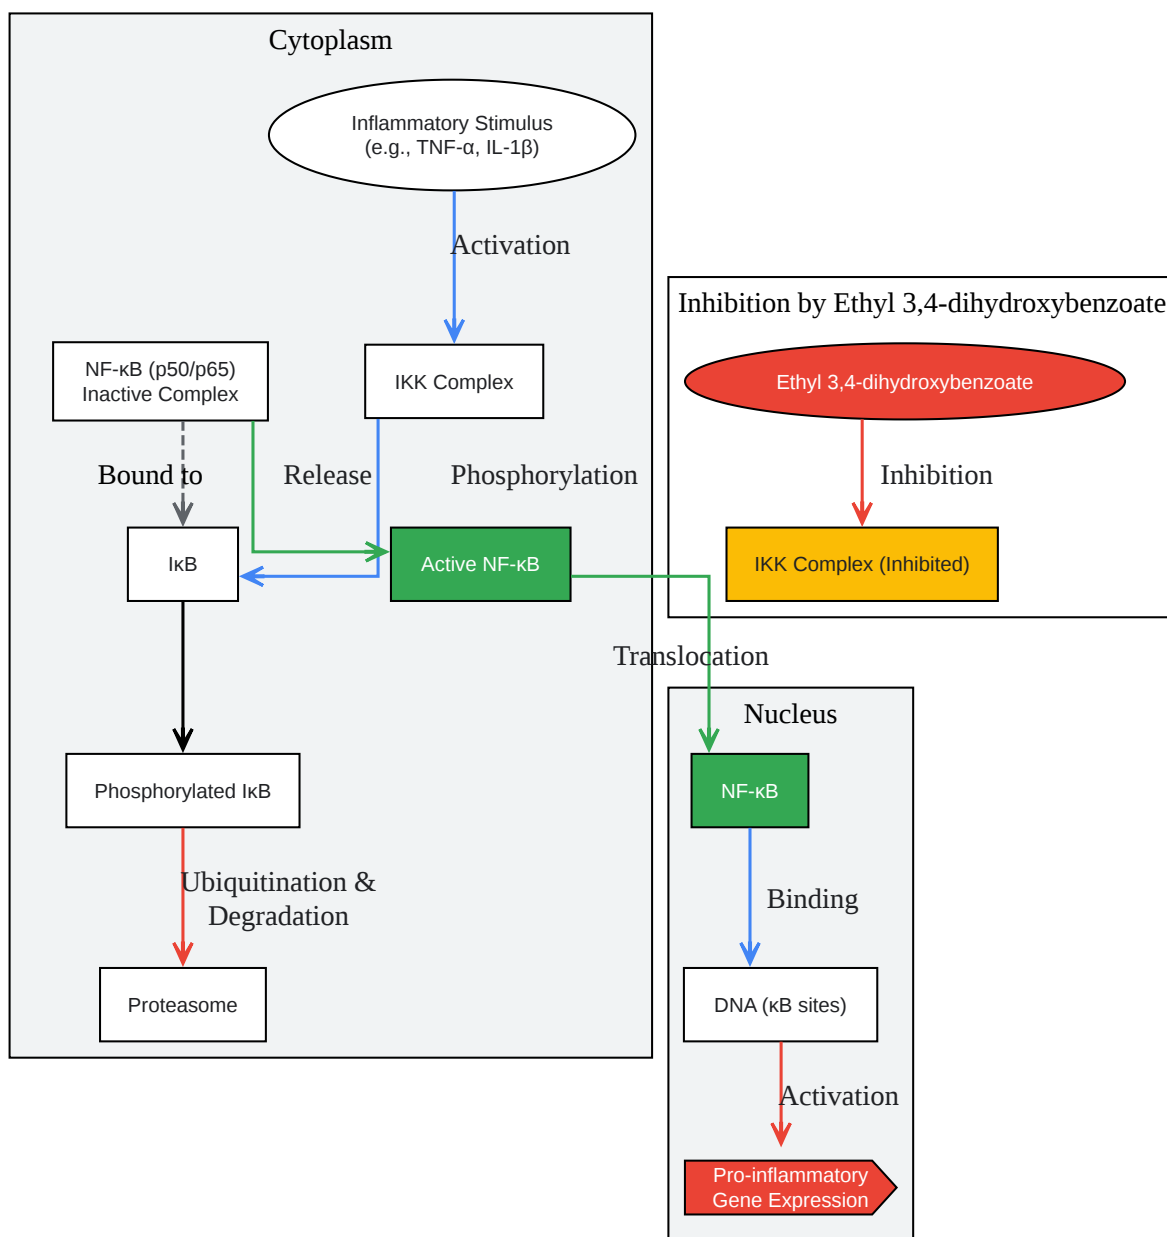 Cytoplasm
Inflammatory Stimulus
(e.g., TNF-α, IL-1β)
Activation
NF-κB (p50/p65)
Inactive Complex
IKK Complex
Bound to
Release
Phosphorylation
IκB
Active NF-κB
Phosphorylated IκB
Ubiquitination &
Degradation
Proteasome
Inhibition by Ethyl 3,4-dihydroxybenzoate
Ethyl 3,4-dihydroxybenzoate
Inhibition
IKK Complex (Inhibited)
Translocation
Nucleus
NF-κB
Binding
DNA (κB sites)
Activation
Pro-inflammatory
Gene Expression